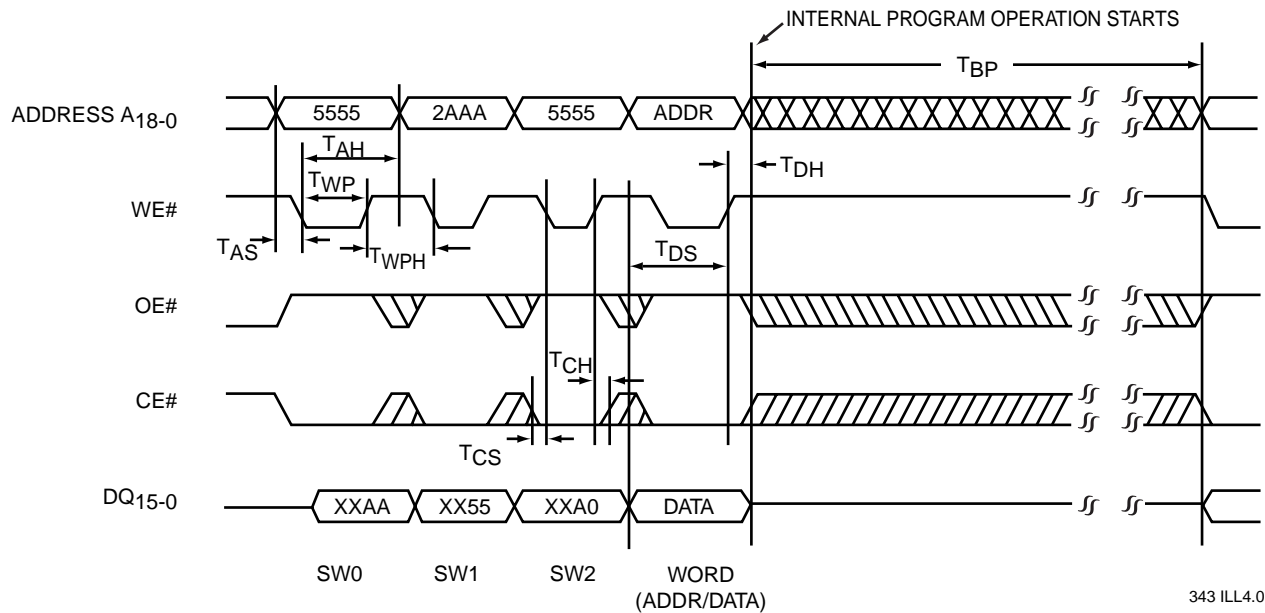 INTERNAL PROGRAM OPERATION STARTS
TBP
ADDRESS A18-0
5555
2AAA
5555
ADDR
TAH
TDH
TWP
WE#
TAS
TWPH
TDS
OE#
TCH
CE#
TCS
DQ15-0
XXAA
XX55
XXA0
DATA
SW0
SW1
SW2
WORD
(ADDR/DATA)
343 ILL4.0